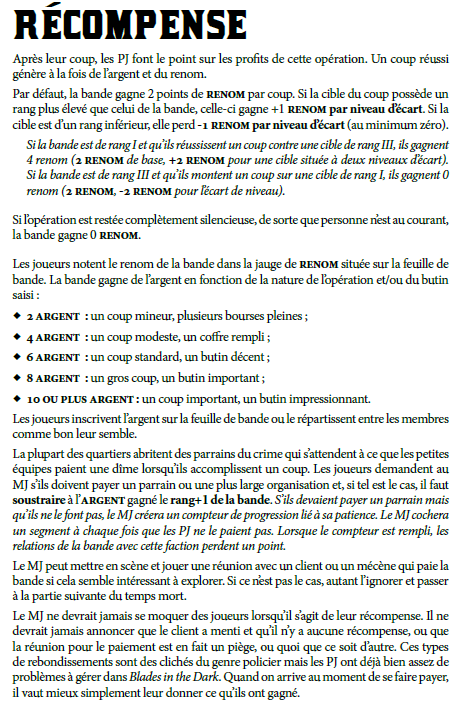 RÉCOMPENSE
Après leur coup, les PJ font le point sur les profits de cette opération. Un coup réussi
génère à la fois de l'argent et du renom.
Par défaut, la bande gagne 2 points de RENOM par coup. Si la cible du coup possède un
rang plus élevé que celui de la bande, celle-ci gagne +1 RENOM par niveau d'écart. Si la
cible est d'un rang inférieur, elle perd -1 RENOM par niveau d'écart (au minimum zéro).
Si la bande est de rang I et qu'ils réussissent un coup contre une cible de rang III, ils gagnent
4 renom (2 RENOM de base, +2 RENOM pour une cible située à deux niveaux d'écart).
Si la bande est de rang III et qu'ils montent un coup sur une cible de rang I, ils gagnent 0
renom (2 RENOM, -2 RENOM pour l'écart de niveau).
Si l'opération est restée complètement silencieuse, de sorte que personne n'est au courant,
la bande gagne 0 RENOM.
Les joueurs notent le renom de la bande dans la jauge de RENOM située sur la feuille de
bande. La bande gagne de l'argent en fonction de la nature de l'opération et/ou du butin
saisi :
◆ 2 ARGENT : un coup mineur, plusieurs bourses pleines ;
◆ 4 ARGENT : un coup modeste, un coffre rempli ;
◆ 6 ARGENT : un coup standard, un butin décent ;
◆ 8 ARGENT : un gros coup, un butin important ;
◆ 10 OU PLUS ARGENT : un coup important, un butin impressionnant.
Les joueurs inscrivent l'argent sur la feuille de bande ou le répartissent entre les membres
comme bon leur semble.
La plupart des quartiers abritent des parrains du crime qui s'attendent à ce que les petites
équipes paient une dîme lorsqu'ils accomplissent un coup. Les joueurs demandent au
MJ s'ils doivent payer un parrain ou une plus large organisation et, si tel est le cas, il faut
soustraire à l'ARGENT gagné le rang+1 de la bande. S'ils devaient payer un parrain mais
qu'ils ne le font pas, le MJ créera un compteur de progression lié à sa patience. Le MJ cochera
un segment à chaque fois que les PJ ne le paient pas. Lorsque le compteur est rempli, les
relations de la bande avec cette faction perdent un point.
Le MJ peut mettre en scène et jouer une réunion avec un client ou un mécène qui paie la
bande si cela semble intéressant à explorer. Si ce n'est pas le cas, autant l'ignorer et passer
à la partie suivante du temps mort.
Le MJ ne devrait jamais se moquer des joueurs lorsqu'il s'agit de leur récompense. Il ne
devrait jamais annoncer que le client a menti et qu'il n'y a aucune récompense, ou que
la réunion pour le paiement est en fait un piège, ou quoi que ce soit d'autre. Ces types
de rebondissements sont des clichés du genre policier mais les PJ ont déjà bien assez de
problèmes à gérer dans Blades in the Dark. Quand on arrive au moment de se faire payer,
il vaut mieux simplement leur donner ce qu'ils ont gagné.